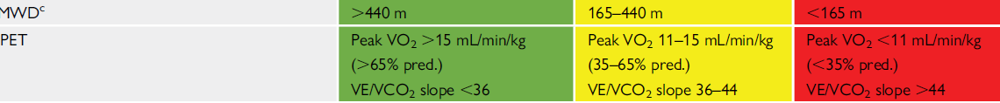 MWDc >440 m 165–440 m <165 m
PET Peak VO2 >15 mL/min/kg Peak VO2 11–15 mL/min/kg Peak VO2 <11 mL/min/kg
(>65% pred.) (35–65% pred.) (<35% pred.)
VE/VCO2 slope <36 VE/VCO2 slope 36–44 VE/VCO2 slope >44